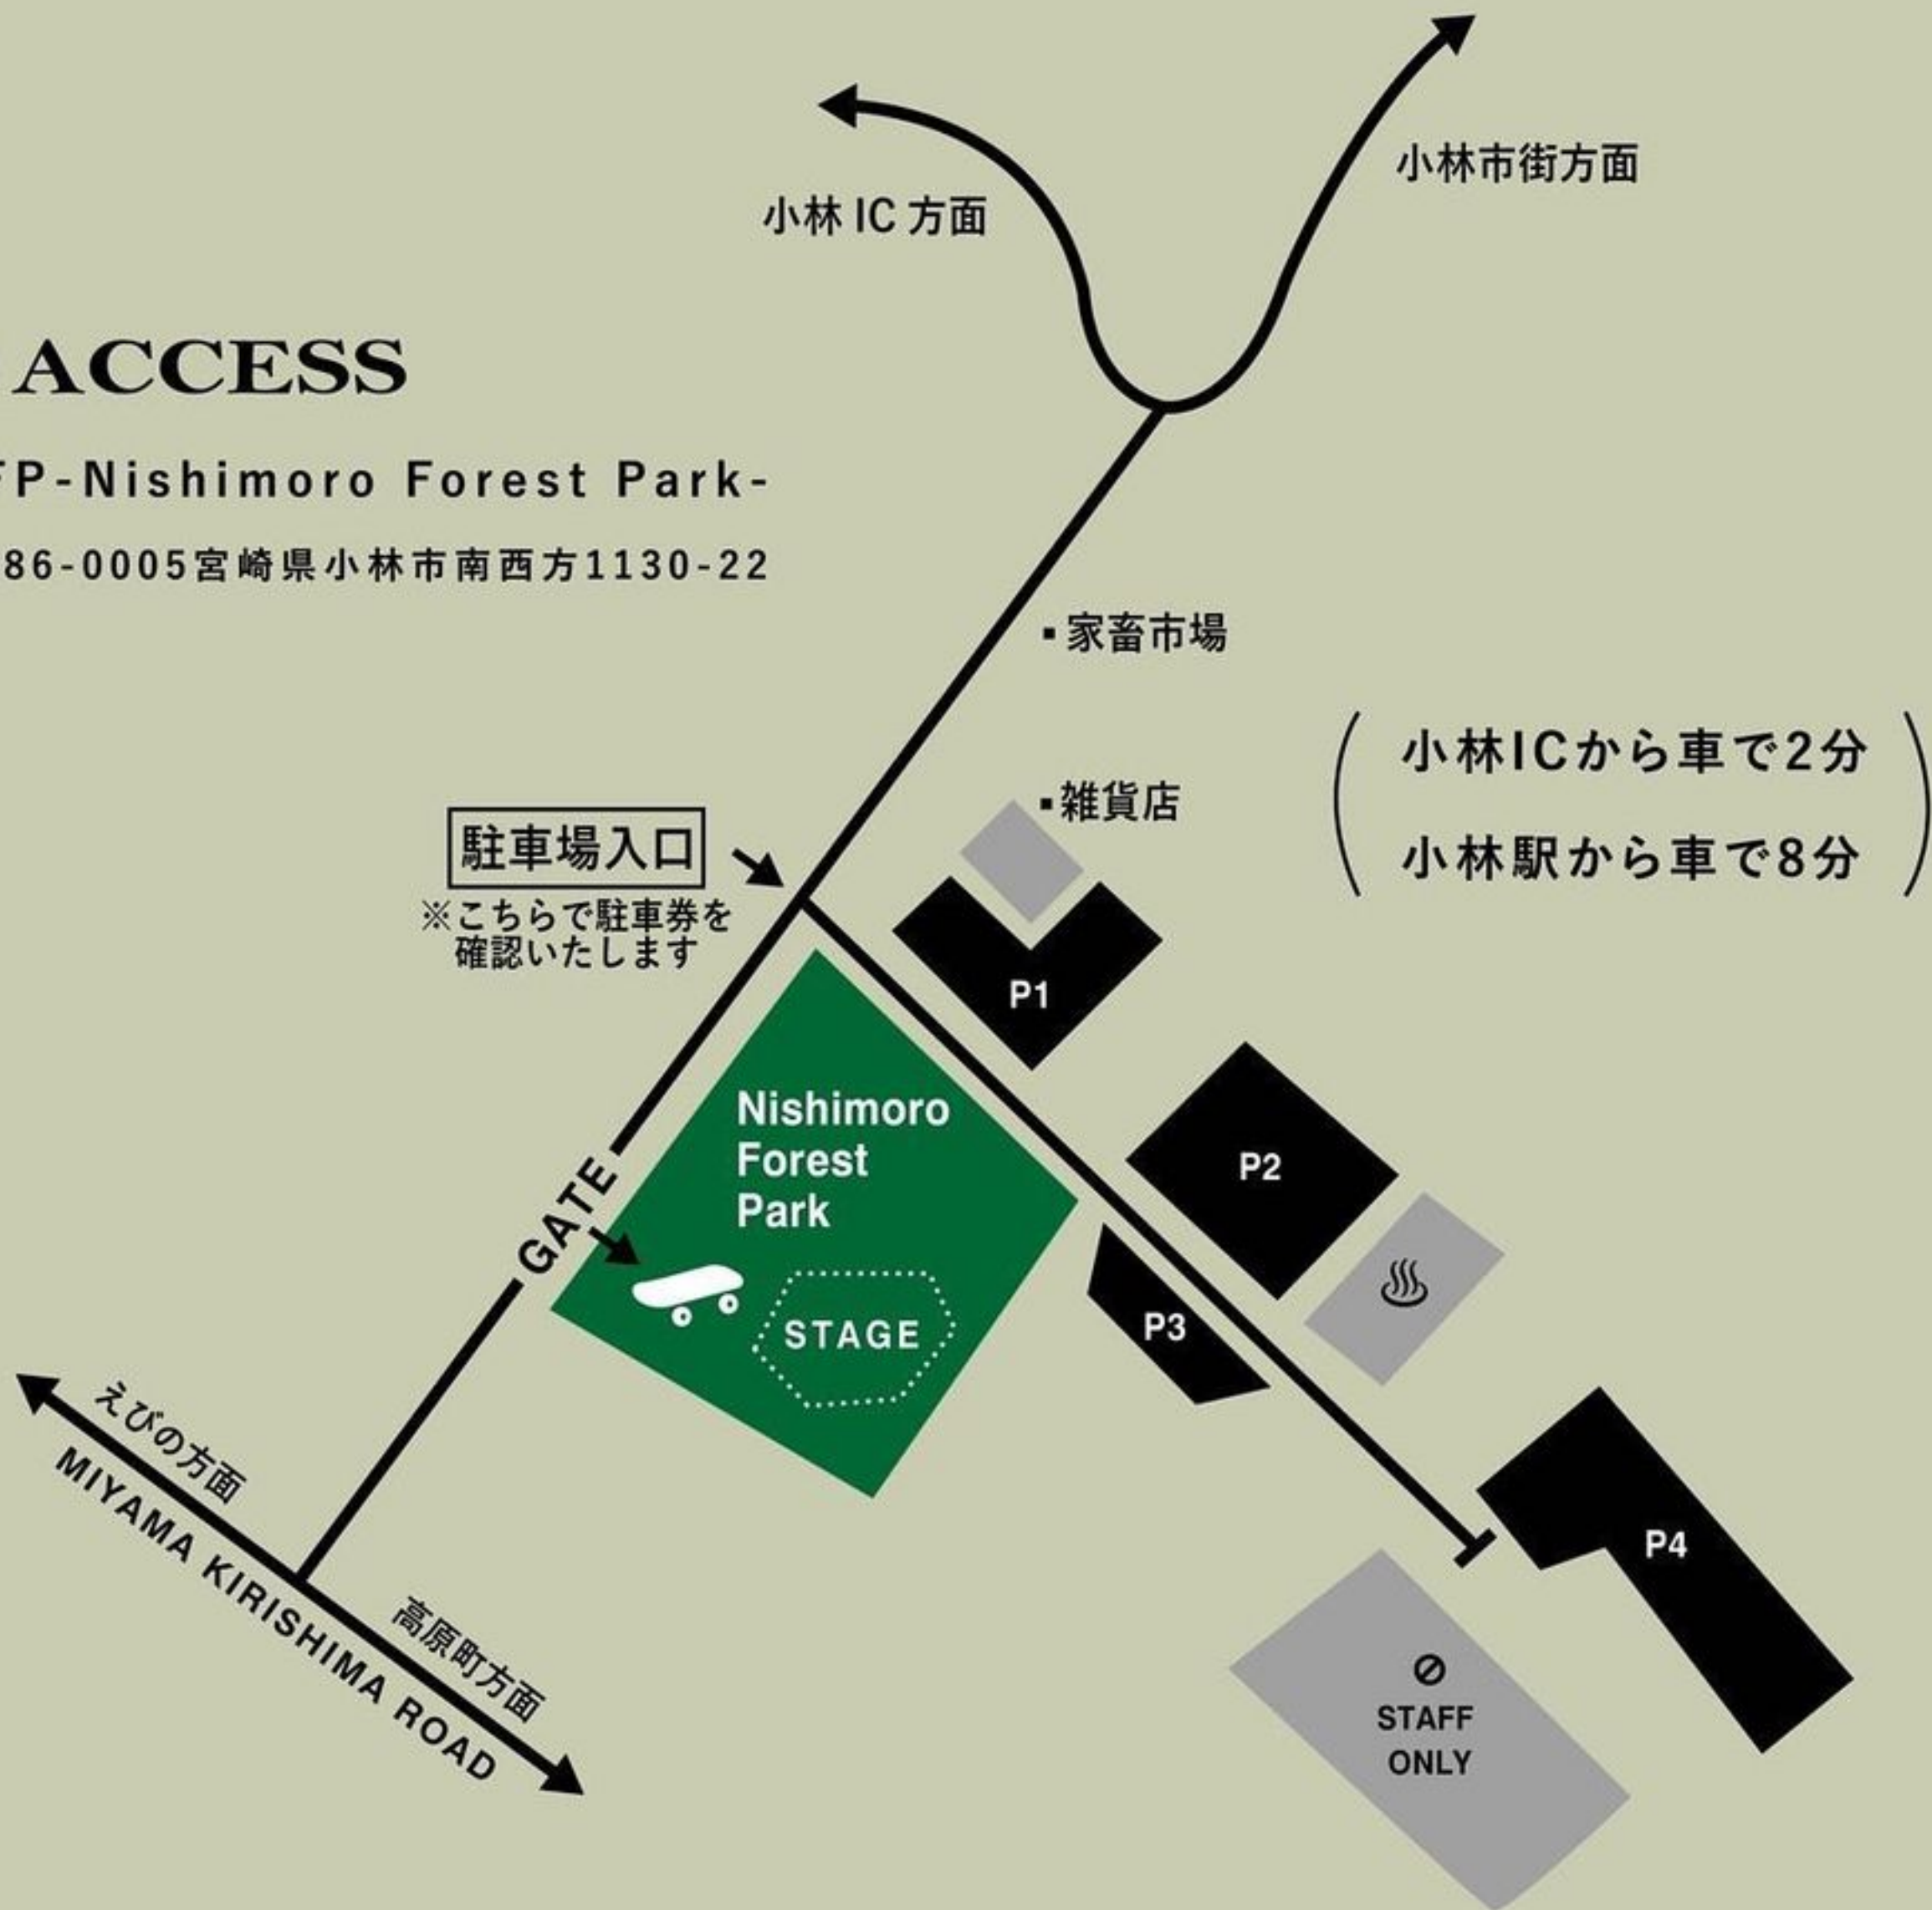 小林市街方面
小林 IC 方面
ACCESS
FP-Nishimoro Forest Park-
86-0005宮崎県小林市南西方1130-22
▪家畜市場
小林ICから車で2分
小林駅から車で8分
▪雑貨店
駐車場入口
※こちらで駐車券を
確認いたします
P1
Nishimoro
Forest
Park
P2
GATE
STAGE
P3
えびの方面
MIYAMA KIRISHIMA ROAD
高原町方面
P4
STAFF
ONLY